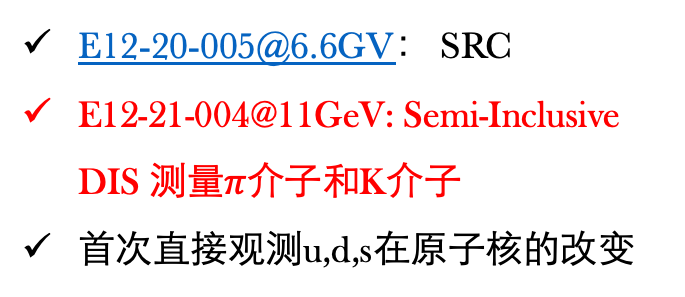 ✓ E12-20-005@6.6GV： SRC
✓ E12-21-004@11GeV: Semi-Inclusive
DIS 测量π介子和K介子
✓ 首次直接观测u,d,s在原子核的改变